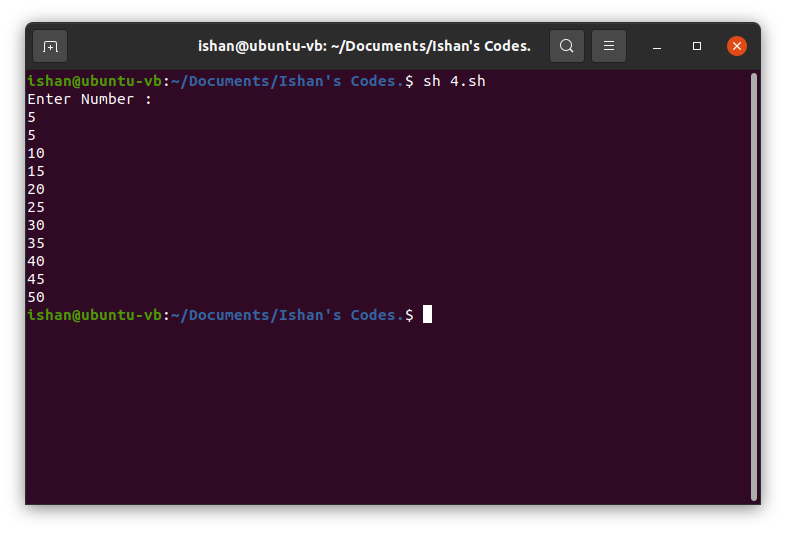 ishan@ubuntu-vb: ~/Documents/Ishan's Codes.
ishan@ubuntu-vb:~/Documents/Ishan's Codes.$ sh 4.sh
Enter Number :
5
5
10
15
20
25
30
35
40
45
50
ishan@ubuntu-vb:~/Documents/Ishan's Codes.$